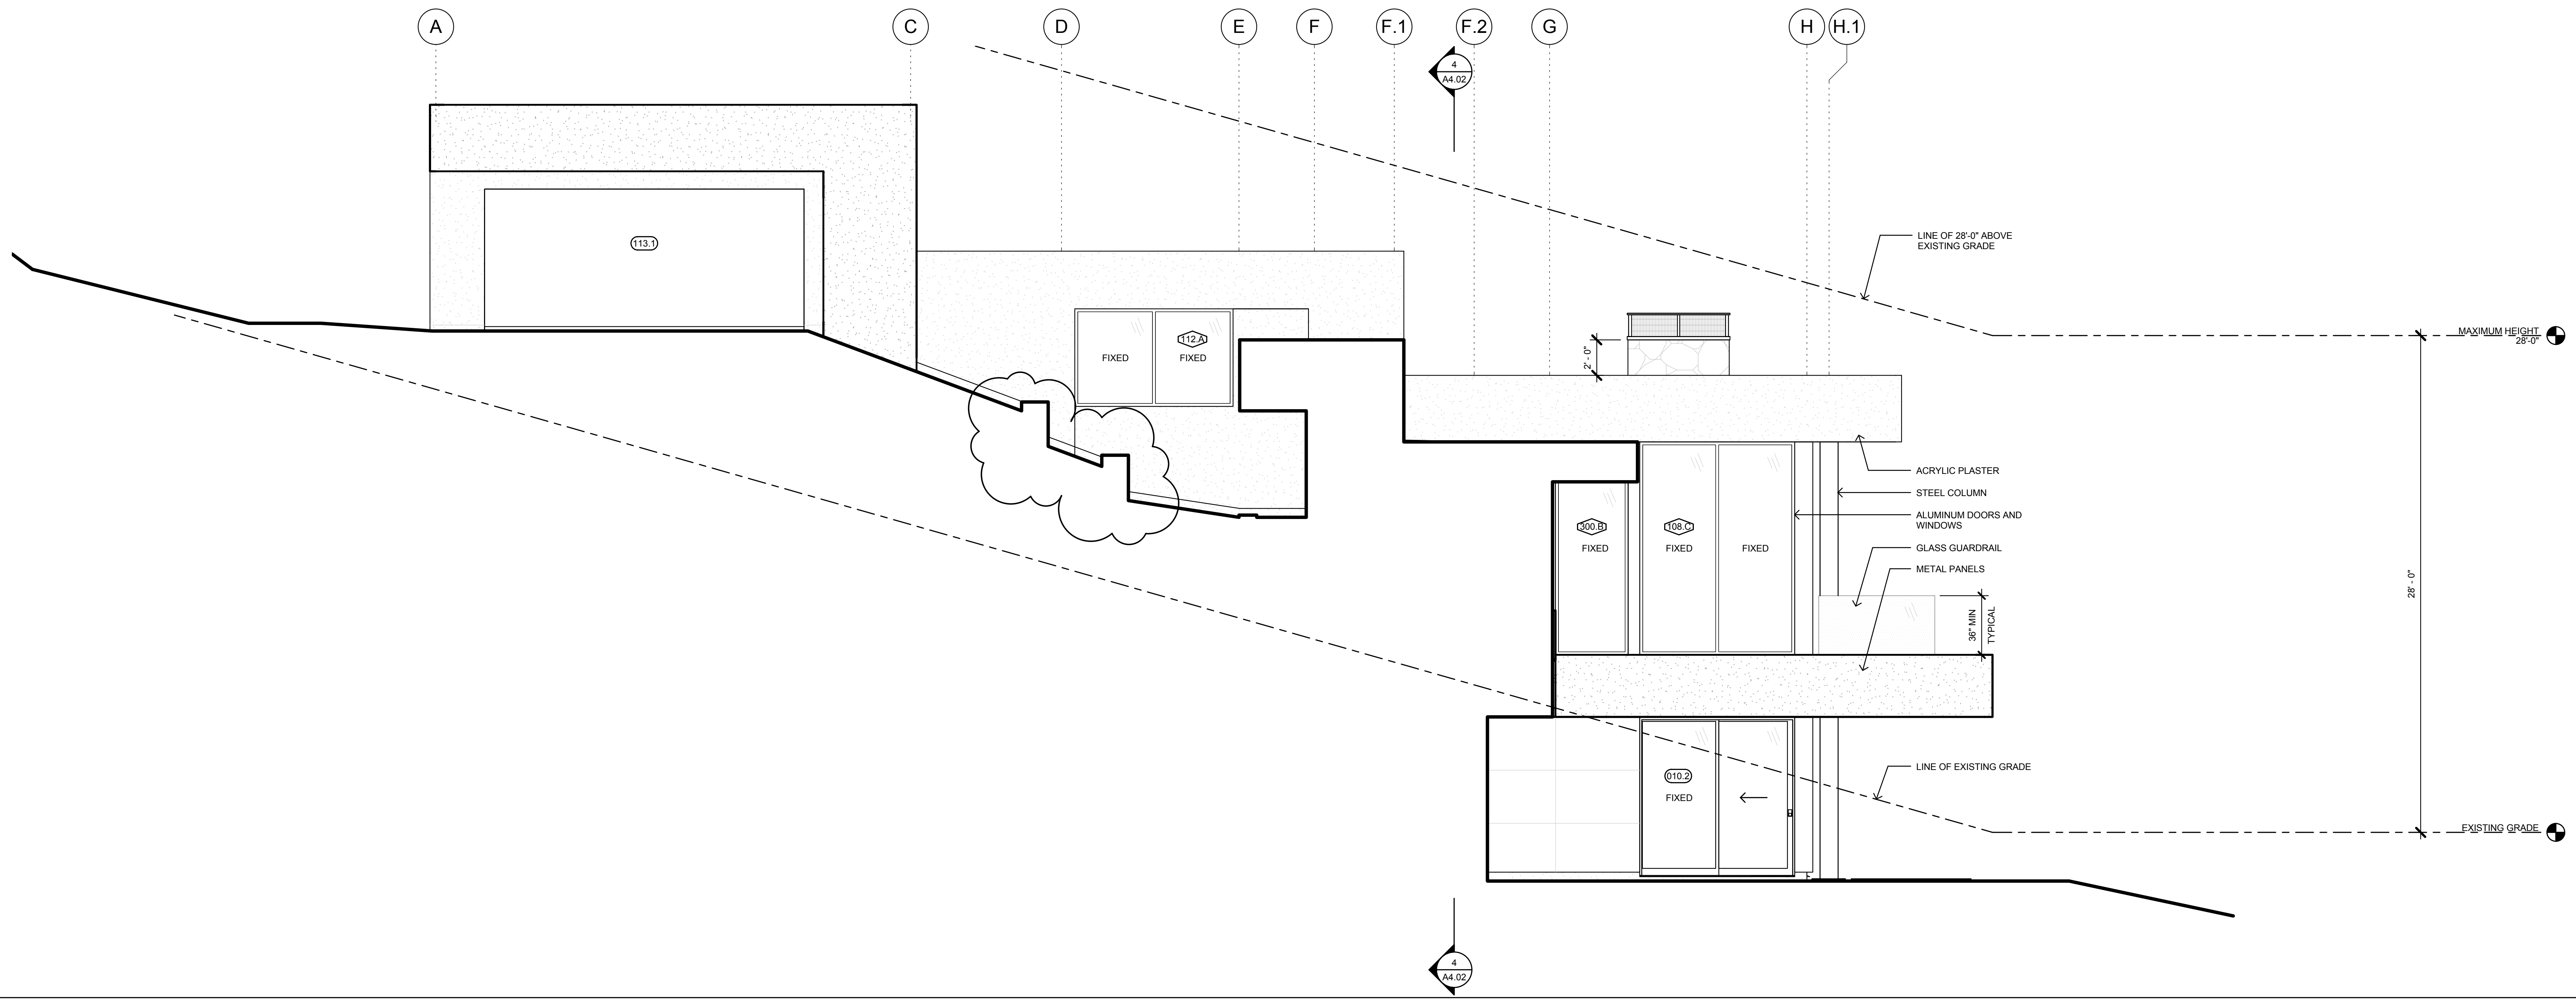 A
C
D
E
F
F.1
F.2
G
H
H.1
4
A4.02
113.1
LINE OF 28'-0" ABOVE
EXISTING GRADE
MAXIMUM HEIGHT
28'-0"
112.A
FIXED
FIXED
2' - 0"
ACRYLIC PLASTER
STEEL COLUMN
ALUMINUM DOORS AND
WINDOWS
300.B
108.C
FIXED
FIXED
FIXED
GLASS GUARDRAIL
METAL PANELS
28' - 0"
36" MIN
TYPICAL
LINE OF EXISTING GRADE
010.2
FIXED
EXISTING GRADE
4
A4.02